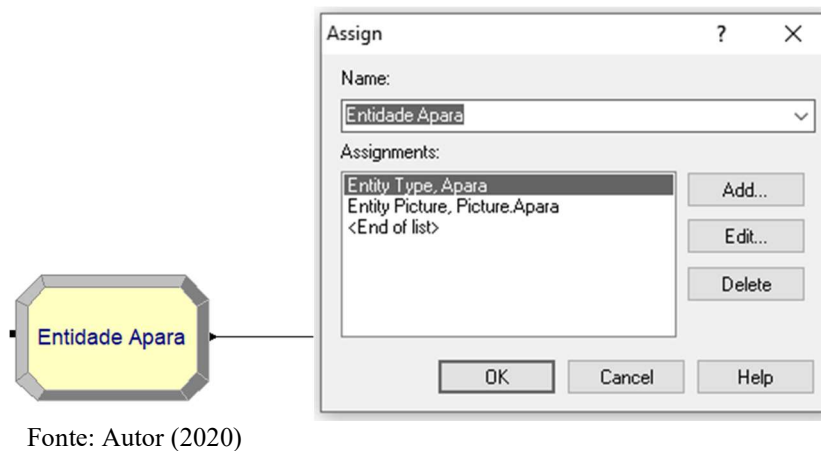 Assign
?
X
Name:
Entidade Apara
Assignments:
Entity Type, Apara
Entity Picture, Picture.Apara
<End of list>
Add...
Edit...
Delete
OK
Cancel
Help
Entidade Apara
Fonte: Autor (2020)